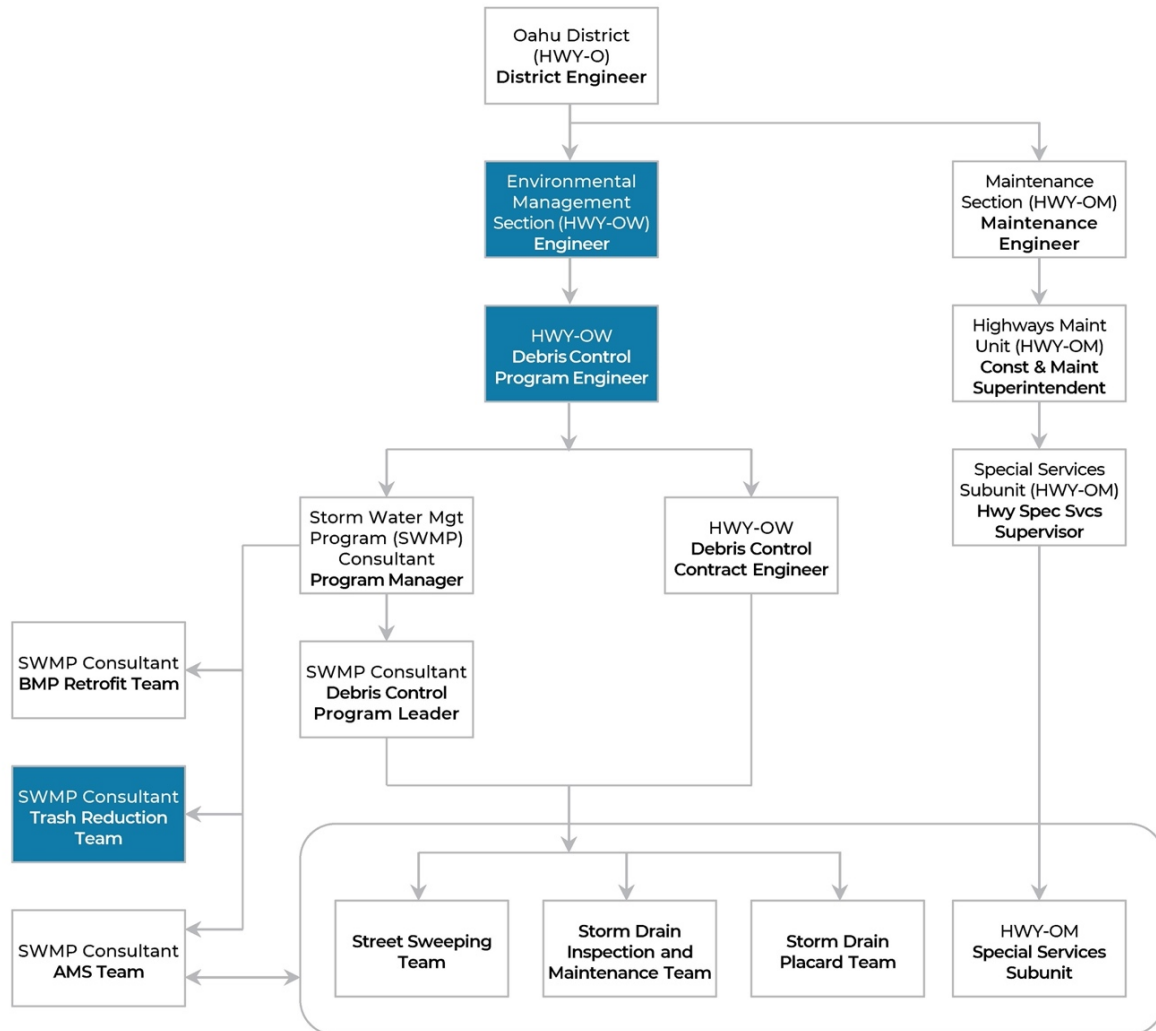 Oahu District
(HWY-O)
District Engineer
Environmental
Management
Section (HWY-OW)
Engineer
Maintenance
Section (HWY-OM)
Maintenance
Engineer
HWY-OW
Debris Control
Program Engineer
Highways Maint
Unit (HWY-OM)
Const & Maint
Superintendent
Storm Water Mgt
Program (SWMP)
Consultant
Program Manager
HWY-OW
Debris Control
Contract Engineer
Special Services
Subunit (HWY-OM)
Hwy Spec Svcs
Supervisor
SWMP Consultant
BMP Retrofit Team
SWMP Consultant
Debris Control
Program Leader
SWMP Consultant
Trash Reduction
Team
SWMP Consultant
AMS Team
Street Sweeping
Team
Storm Drain
Inspection and
Maintenance Team
Storm Drain
Placard Team
HWY-OM
Special Services
Subunit